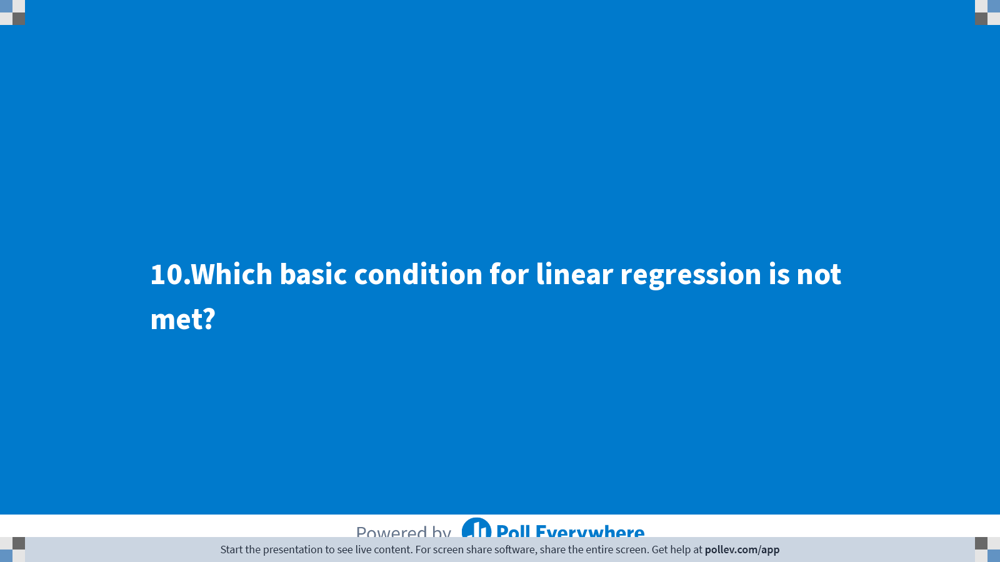 10.Which basic condition for linear regression is not
met?
Powered by Poll Everywhere
Start the presentation to see live content. For screen share software, share the entire screen. Get help at pollev.com/app